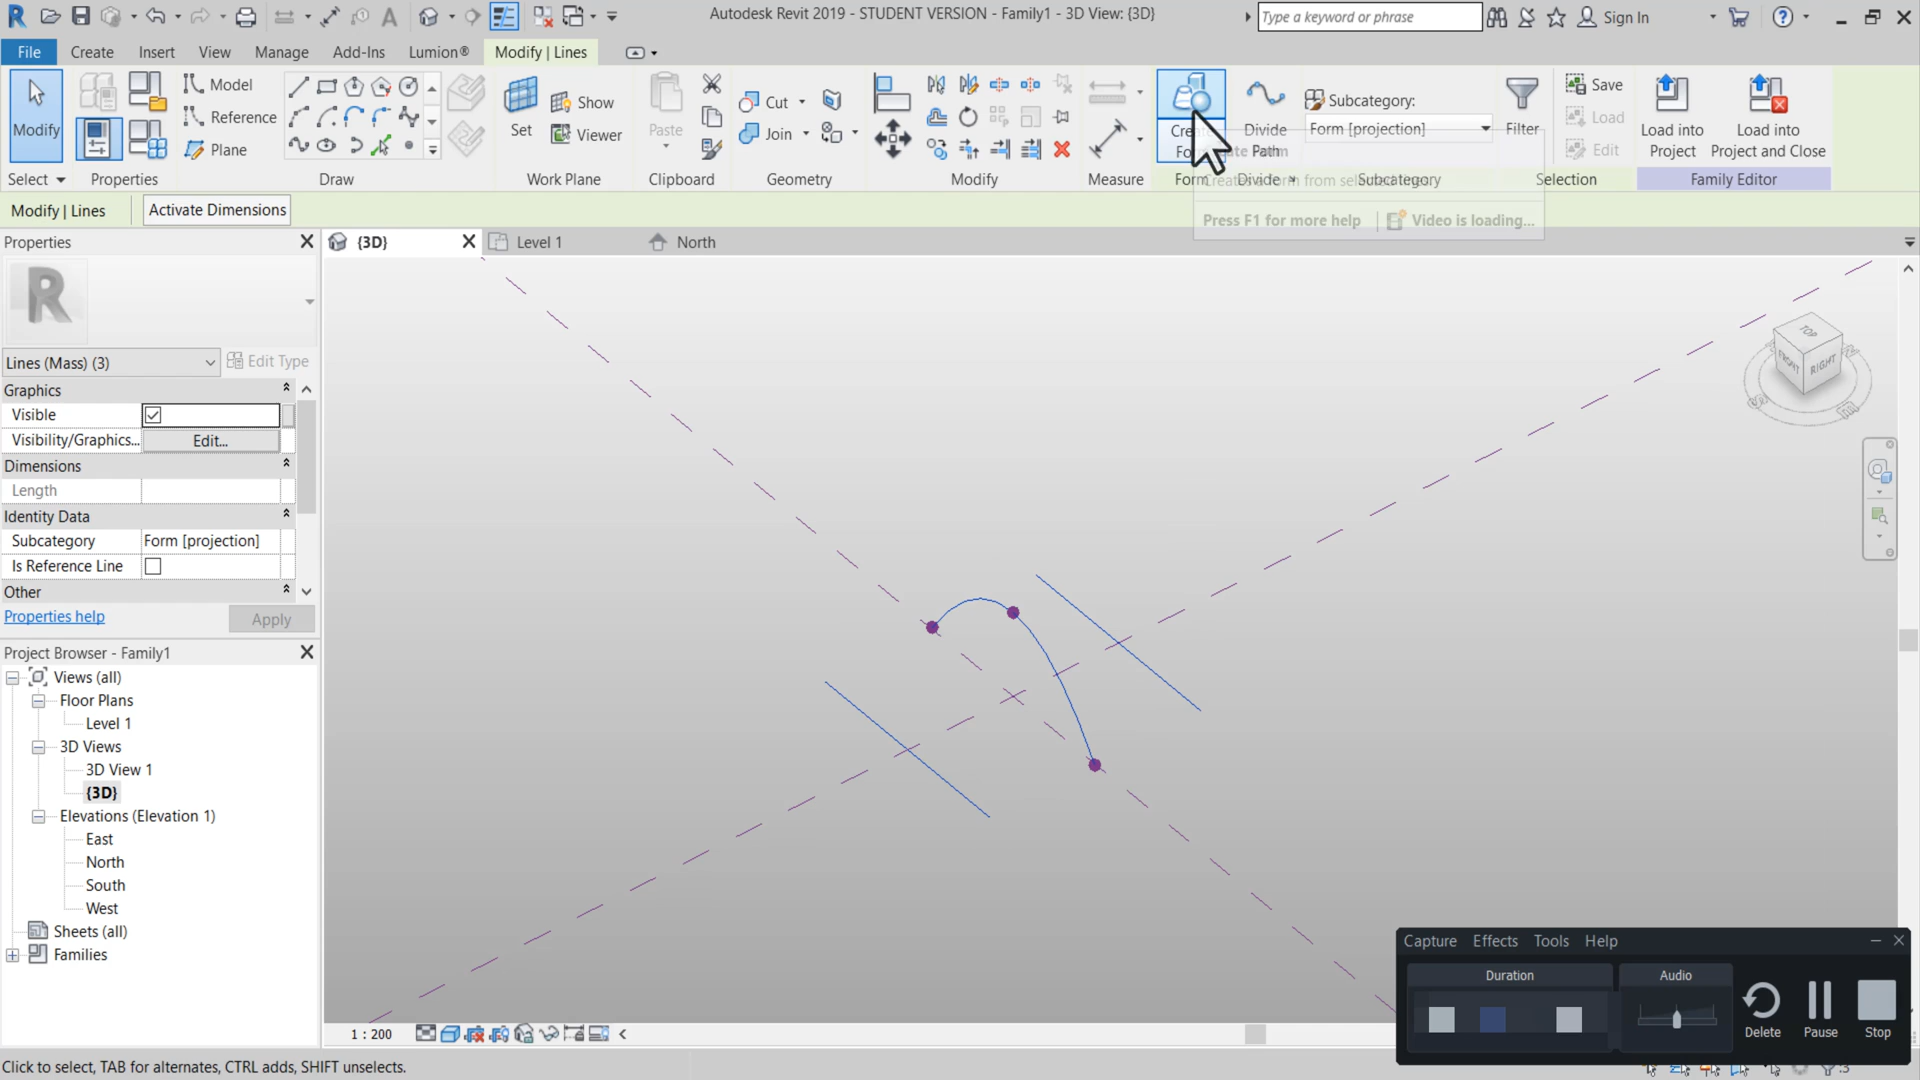 Autodesk Revit 2019 - STUDENT VERSION - Family1 - 3D View: {3D}
Type a keyword or phrase
Sign In
File Create Insert View Manage Add-Ins Lumion® Modify | Lines
Modify
Model
Reference
Plane
Set
Show
Viewer
Paste
Cut
Join
Create
Form
Divide
Path
Subcategory:
Form [projection]
Filter
Save
Load
Edit
Load into
Project
Load into
Project and Close
Select Properties Draw Work Plane Clipboard Geometry Modify Measure Form Divide Subcategory Selection Family Editor
Press F1 for more help
Video is loading...
Modify | Lines Activate Dimensions
Properties
{3D}
Level 1
North
R
Lines (Mass) (3)
Edit Type
Graphics
Visible
Visibility/Graphics... Edit...
Dimensions
Length
Identity Data
Subcategory Form [projection]
Is Reference Line
Other
Properties help
Apply
Project Browser - Family1
Views (all)
Floor Plans
Level 1
3D Views
3D View 1
{3D}
Elevations (Elevation 1)
East
North
South
West
Sheets (all)
Families
TOP
FRONT
RIGHT
1 : 200
Capture Effects Tools Help
Duration
Audio
Delete
Pause
Stop
Click to select, TAB for alternates, CTRL adds, SHIFT unselects.
:3